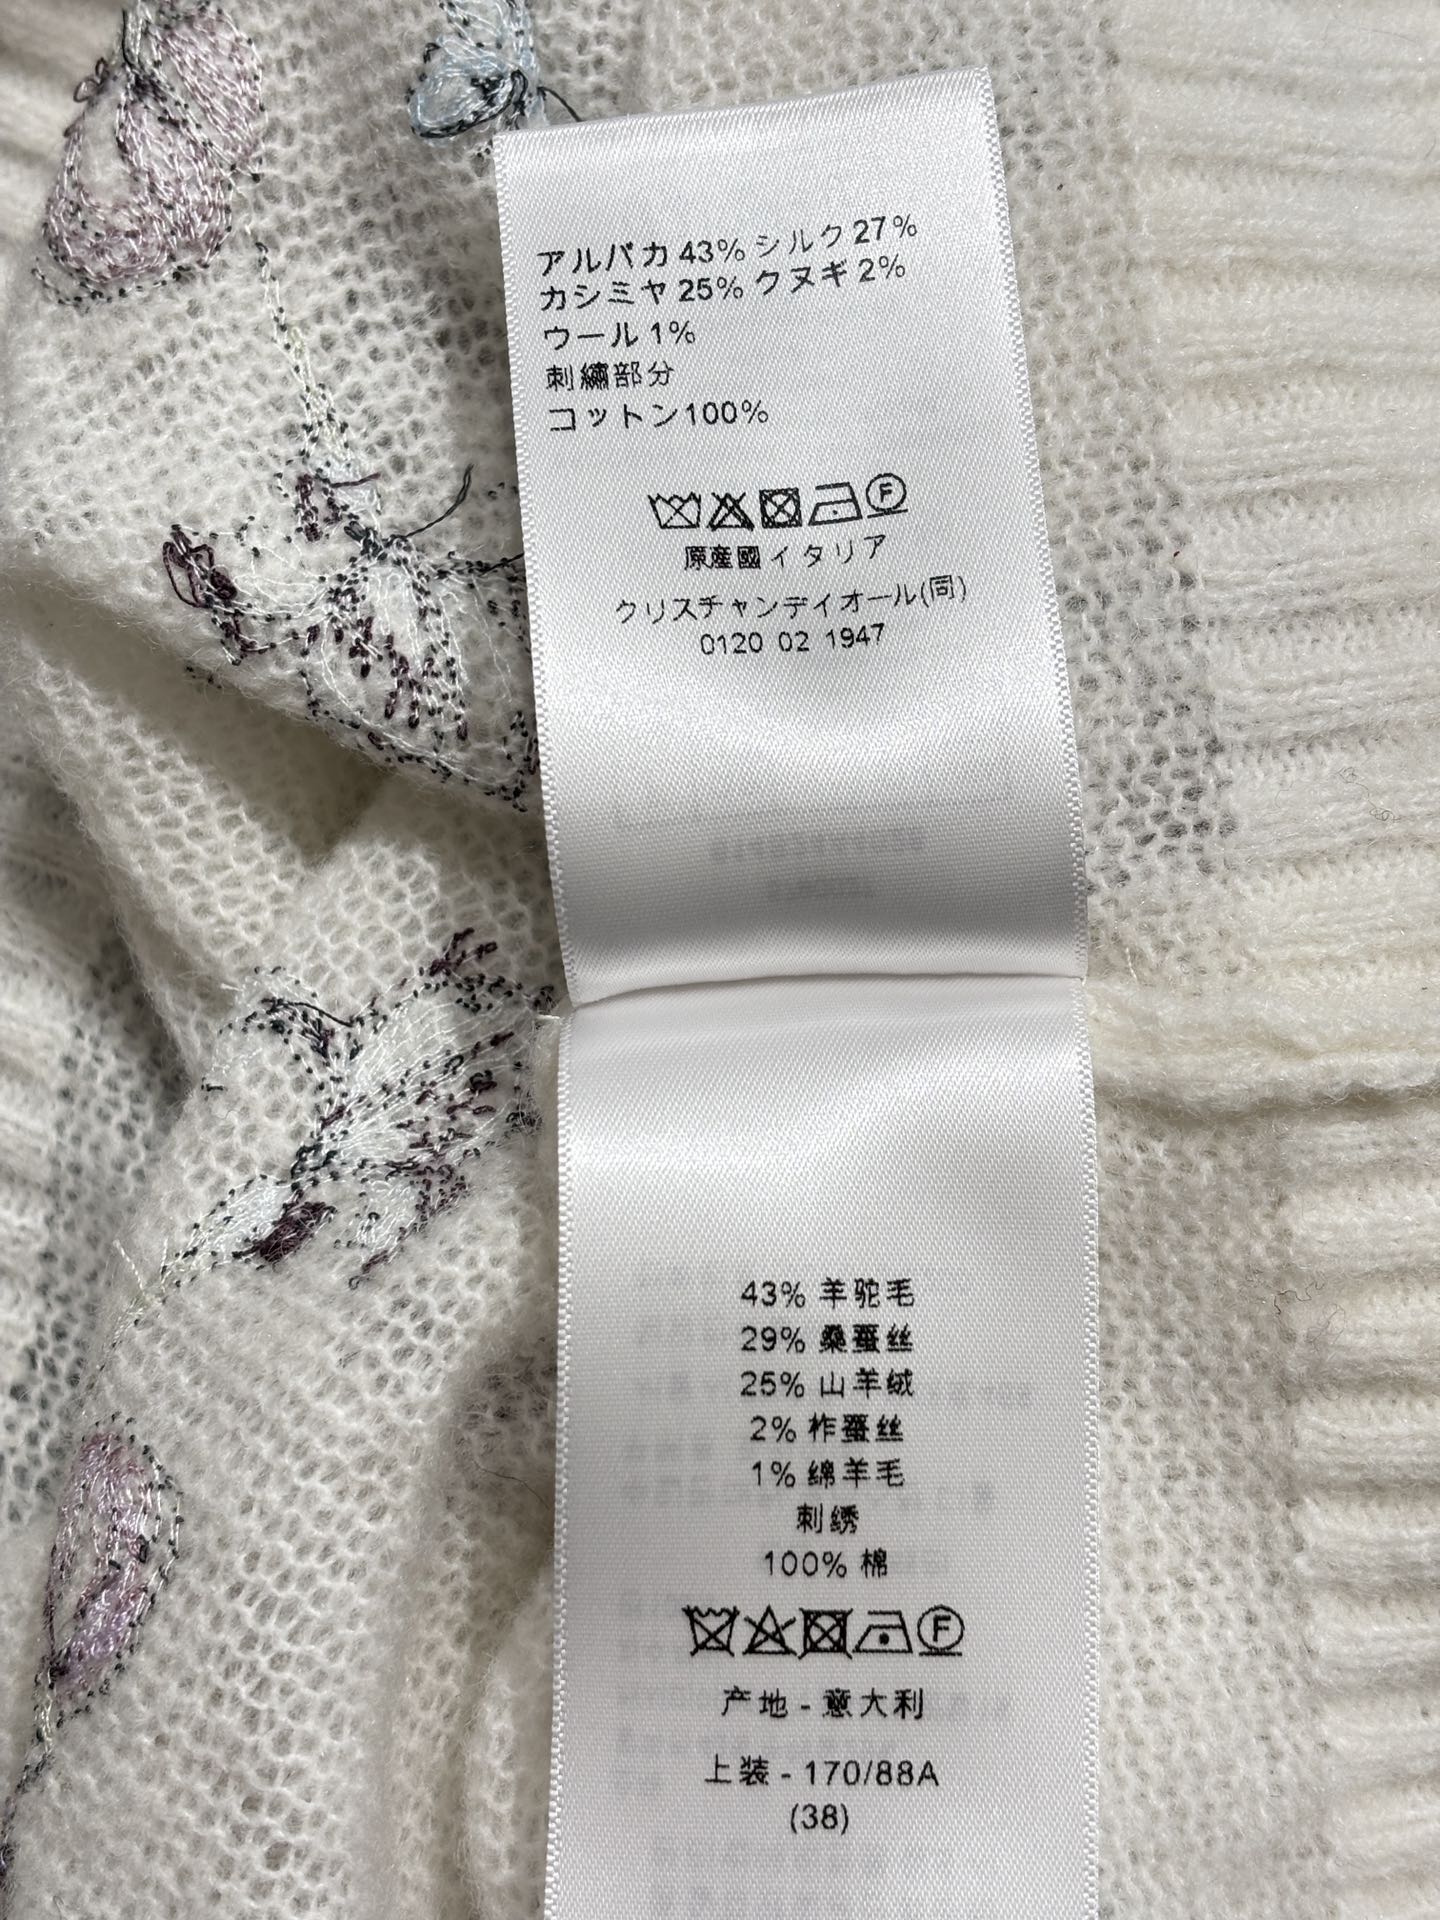 アルパカ 43% シルク 27%
カシミヤ 25% クヌギ 2%
ウール 1%
刺繍部分
コットン100%
F
原産國イタリア
クリスチャンディオール(同)
0120 02 1947
43% 羊驼毛
29% 桑蚕丝
25% 山羊绒
2% 柞蚕丝
1% 绵羊毛
刺绣
100% 棉
F
产地 - 意大利
上装 - 170/88A
(38)